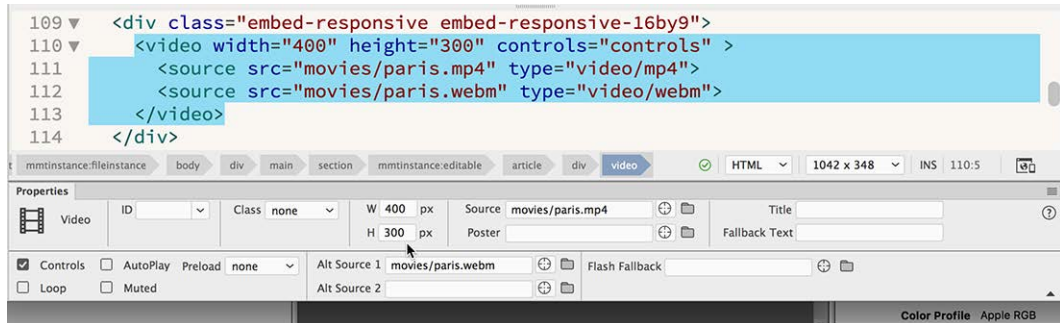 109 <div class="embed-responsive embed-responsive-16by9">
110 <video width="400" height="300" controls="controls" >
111 <source src="movies/paris.mp4" type="video/mp4">
112 <source src="movies/paris.webm" type="video/webm">
113 </video>
114 </div>
mmtinstance:fileinstance body div main section mmtinstance:editable article div video HTML 1042 x 348 INS 110:5
Properties
Video ID Class none W 400 px Source movies/paris.mp4 Title
H 300 px Poster Fallback Text
Controls AutoPlay Preload none Alt Source 1 movies/paris.webm Flash Fallback
Loop Muted Alt Source 2
Color Profile Apple RGB